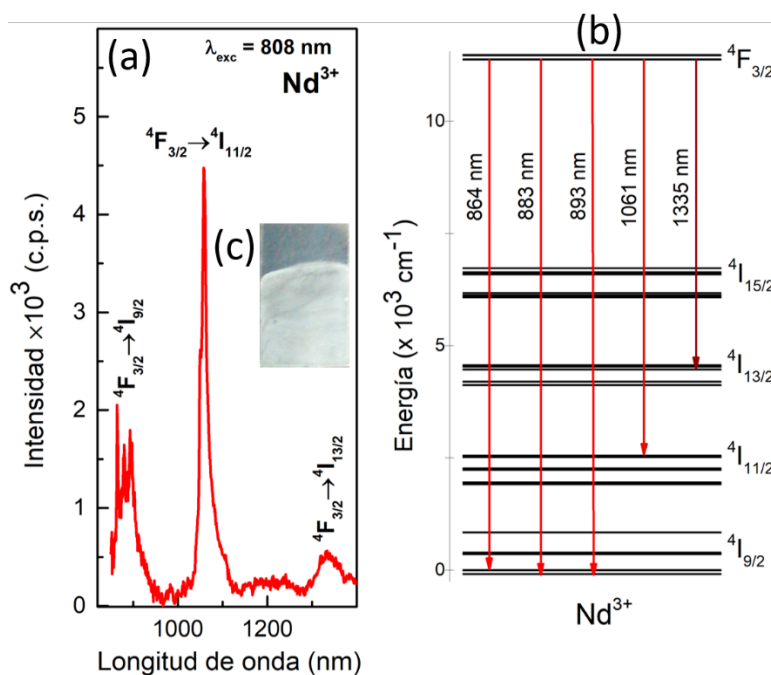 (a)
λexc = 808 nm
Nd3+
4F3/2→4I11/2
(c)
4F3/2→4I9/2
4F3/2→4I13/2
Intensidad ×10³ (c.p.s.)
5
4
3
2
1
0
1000 1200
Longitud de onda (nm)
(b)
4F3/2
10
5
0
Energía (x 10³ cm⁻¹)
864 nm
883 nm
893 nm
1061 nm
1335 nm
4I15/2
4I13/2
4I11/2
4I9/2
Nd3+